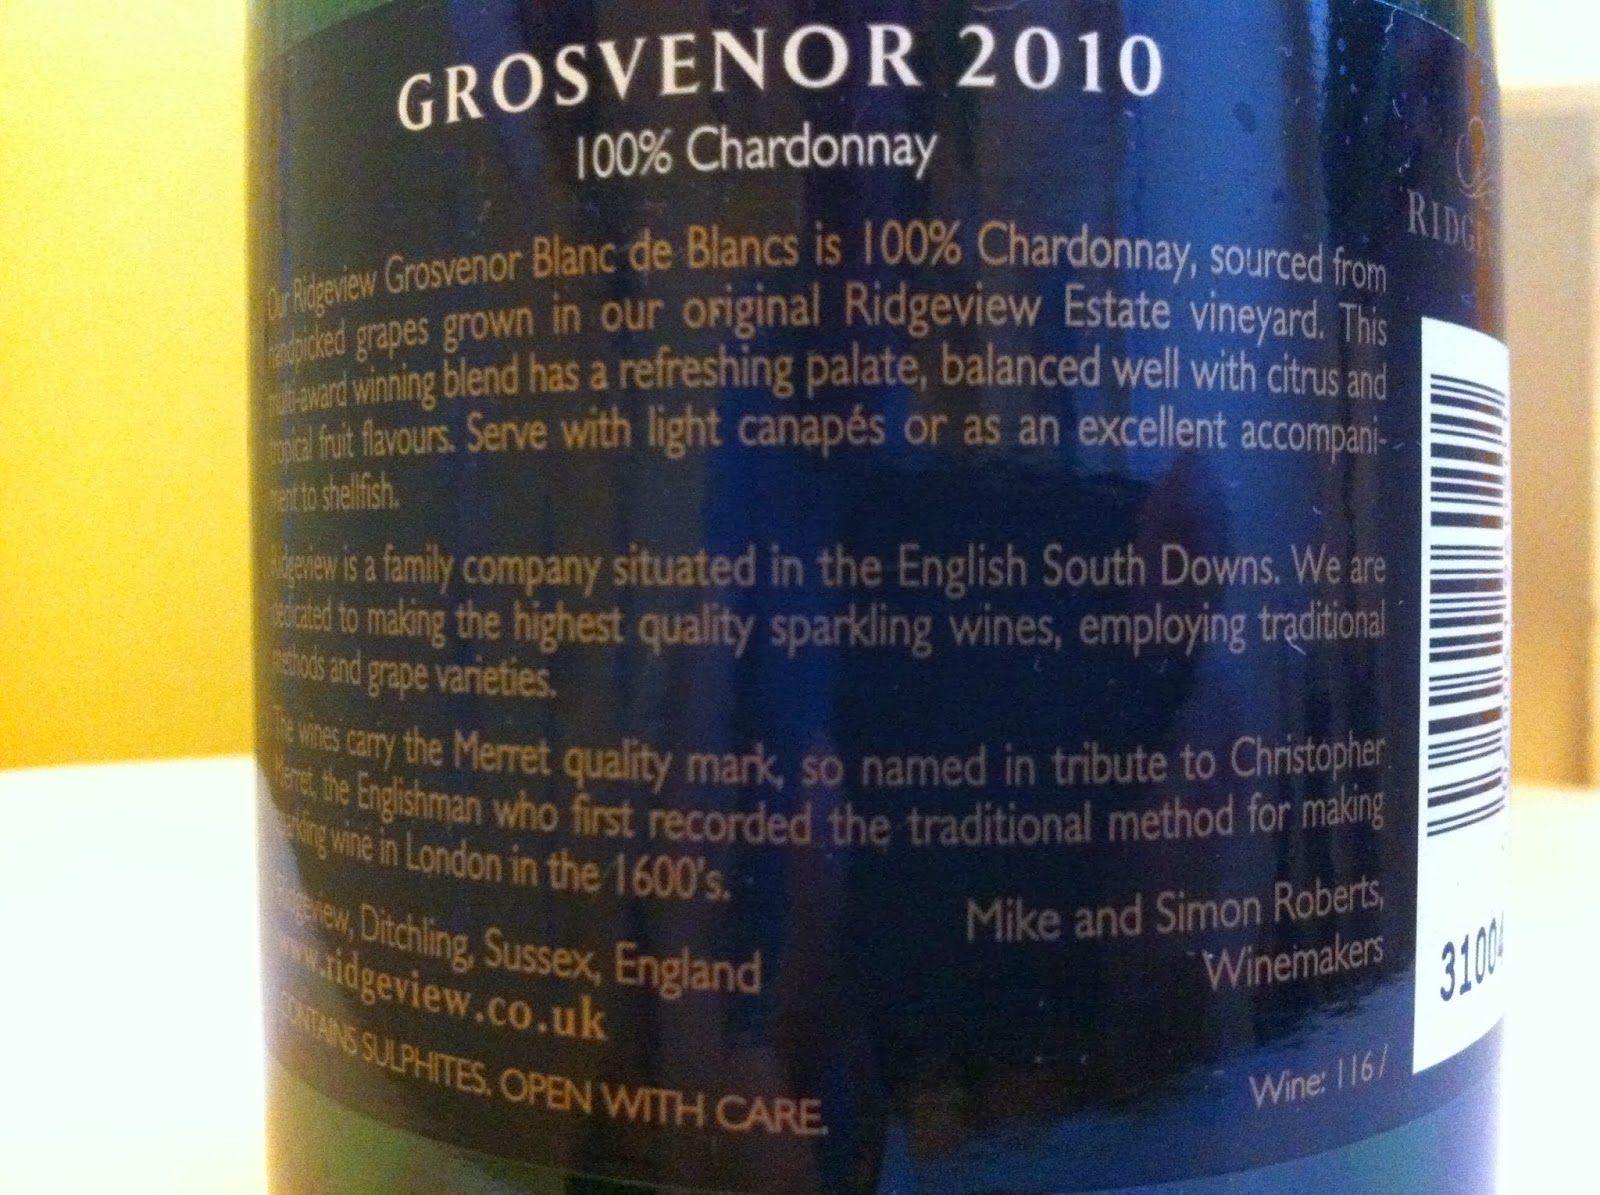 GROSVENOR 2010
100% Chardonnay
Our Ridgeview Grosvenor Blanc de Blancs is 100% Chardonnay, sourced from
handpicked grapes grown in our original Ridgeview Estate vineyard. This
multi-award winning blend has a refreshing palate, balanced well with citrus and
tropical fruit flavours. Serve with light canapés or as an excellent accompani-
ment to shellfish.
Ridgeview is a family company situated in the English South Downs. We are
dedicated to making the highest quality sparkling wines, employing traditional
methods and grape varieties.
The wines carry the Merret quality mark, so named in tribute to Christopher
Merret, the Englishman who first recorded the traditional method for making
sparkling wine in London in the 1600's.
Mike and Simon Roberts,
Winemakers
Ridgeview, Ditchling, Sussex, England
www.ridgeview.co.uk
CONTAINS SULPHITES. OPEN WITH CARE.
Wine: 116/